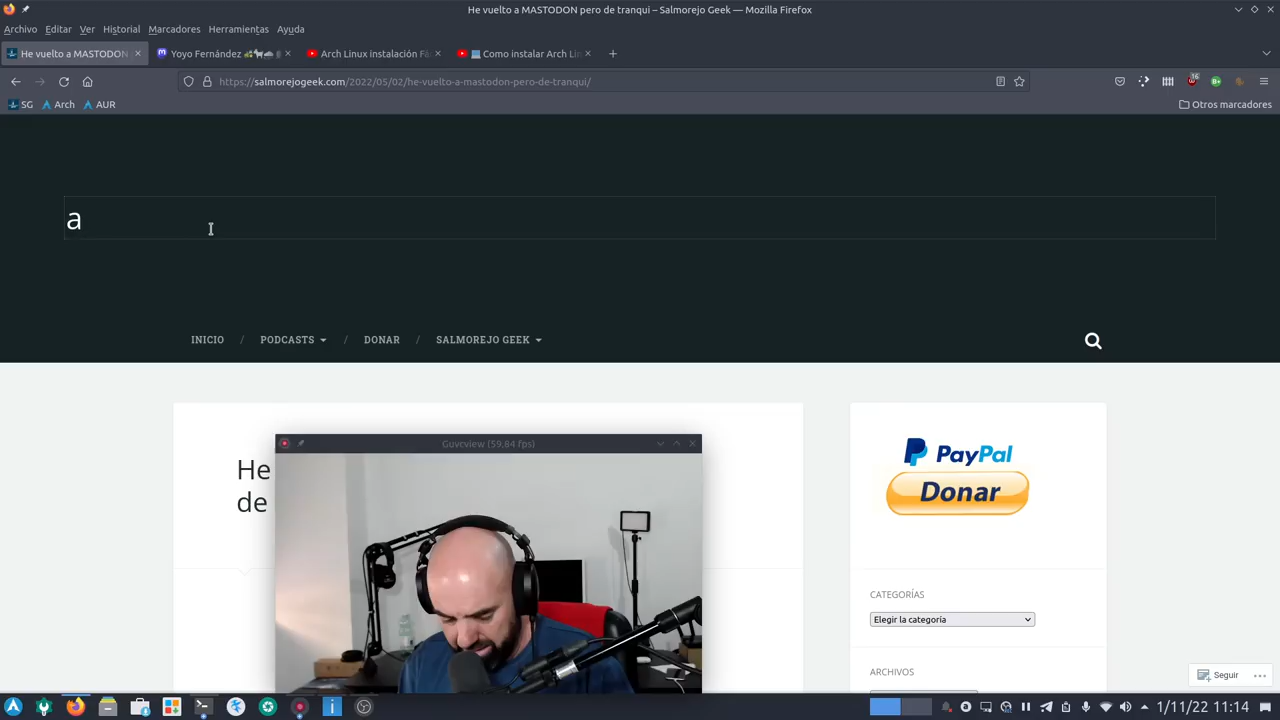 He vuelto a MASTODON pero de tranqui – Salmorejo Geek — Mozilla Firefox
Archivo Editar Ver Historial Marcadores Herramientas Ayuda
He vuelto a MASTODON
Yoyo Fernández
Arch Linux Instalación Fá
Como instalar Arch Lin
https://salmorejogeek.com/2022/05/02/he-vuelto-a-mastodon-pero-de-tranqui/
16
SG Arch AUR
Otros marcadores
a
INICIO / PODCASTS / DONAR / SALMOREJO GEEK
Guvcview (59,84 fps)
He
de
PayPal
Donar
CATEGORÍAS
Elegir la categoría
ARCHIVOS
Seguir
1/11/22 11:14